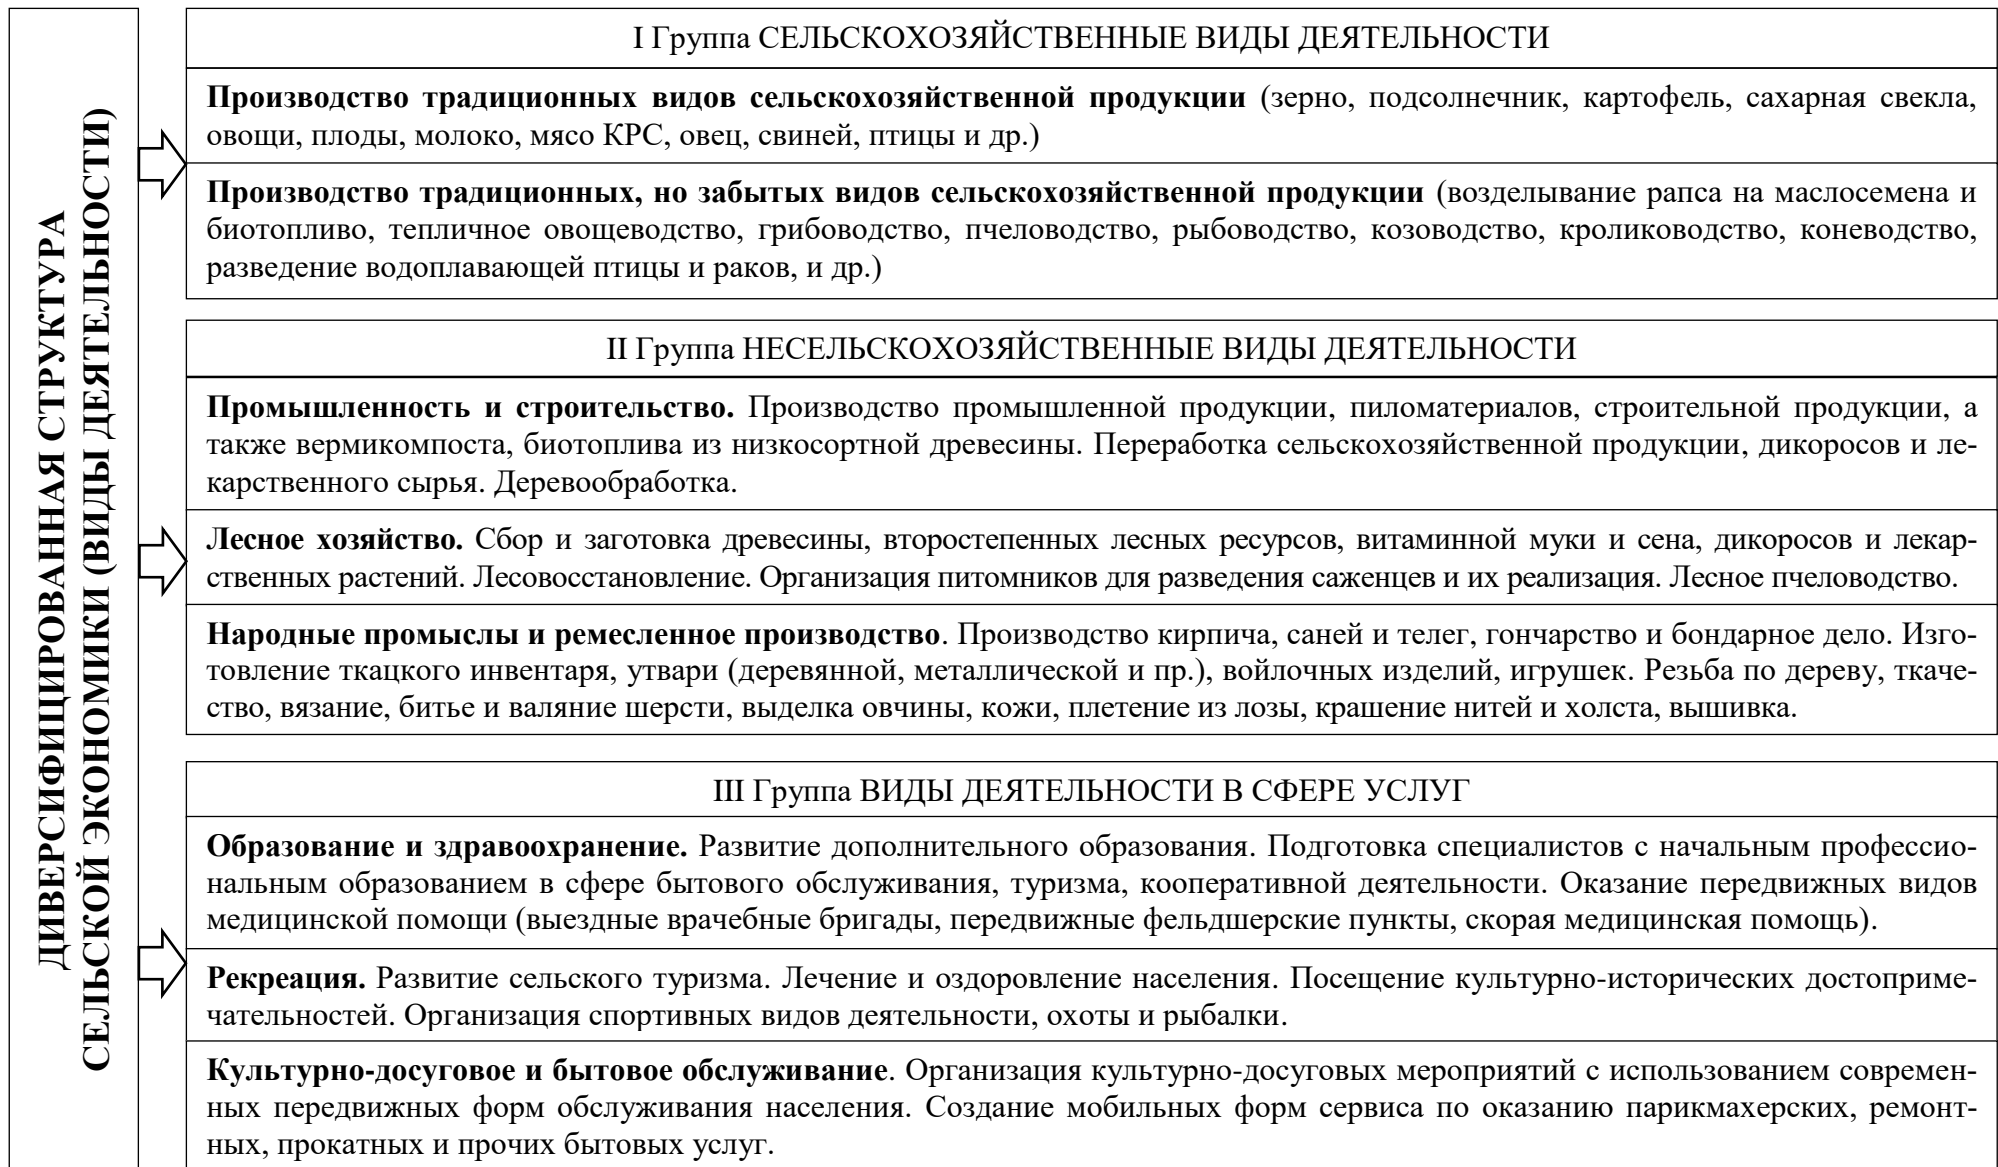 ДИВЕРСИФИЦИРОВАННАЯ СТРУКТУРА
СЕЛЬСКОЙ ЭКОНОМИКИ (ВИДЫ ДЕЯТЕЛЬНОСТИ)
I Группа СЕЛЬСКОХОЗЯЙСТВЕННЫЕ ВИДЫ ДЕЯТЕЛЬНОСТИ
Производство традиционных видов сельскохозяйственной продукции (зерно, подсолнечник, картофель, сахарная свекла,
овощи, плоды, молоко, мясо КРС, овец, свиней, птицы и др.)
Производство традиционных, но забытых видов сельскохозяйственной продукции (возделывание рапса на маслосемена и
биотопливо, тепличное овощеводство, грибоводство, пчеловодство, рыбоводство, козоводство, кролиководство, коневодство,
разведение водоплавающей птицы и раков, и др.)
II Группа НЕСЕЛЬСКОХОЗЯЙСТВЕННЫЕ ВИДЫ ДЕЯТЕЛЬНОСТИ
Промышленность и строительство. Производство промышленной продукции, пиломатериалов, строительной продукции, а
также вермикомпоста, биотоплива из низкосортной древесины. Переработка сельскохозяйственной продукции, дикоросов и ле-
карственного сырья. Деревообработка.
Лесное хозяйство. Сбор и заготовка древесины, второстепенных лесных ресурсов, витаминной муки и сена, дикоросов и лекар-
ственных растений. Лесовосстановление. Организация питомников для разведения саженцев и их реализация. Лесное пчеловодство.
Народные промыслы и ремесленное производство. Производство кирпича, саней и телег, гончарство и бондарное дело. Изго-
товление ткацкого инвентаря, утвари (деревянной, металлической и пр.), войлочных изделий, игрушек. Резьба по дереву, ткаче-
ство, вязание, битье и валяние шерсти, выделка овчины, кожи, плетение из лозы, крашение нитей и холста, вышивка.
III Группа ВИДЫ ДЕЯТЕЛЬНОСТИ В СФЕРЕ УСЛУГ
Образование и здравоохранение. Развитие дополнительного образования. Подготовка специалистов с начальным профессио-
нальным образованием в сфере бытового обслуживания, туризма, кооперативной деятельности. Оказание передвижных видов
медицинской помощи (выездные врачебные бригады, передвижные фельдшерские пункты, скорая медицинская помощь).
Рекреация. Развитие сельского туризма. Лечение и оздоровление населения. Посещение культурно-исторических достоприме-
чательностей. Организация спортивных видов деятельности, охоты и рыбалки.
Культурно-досуговое и бытовое обслуживание. Организация культурно-досуговых мероприятий с использованием современ-
ных передвижных форм обслуживания населения. Создание мобильных форм сервиса по оказанию парикмахерских, ремонт-
ных, прокатных и прочих бытовых услуг.